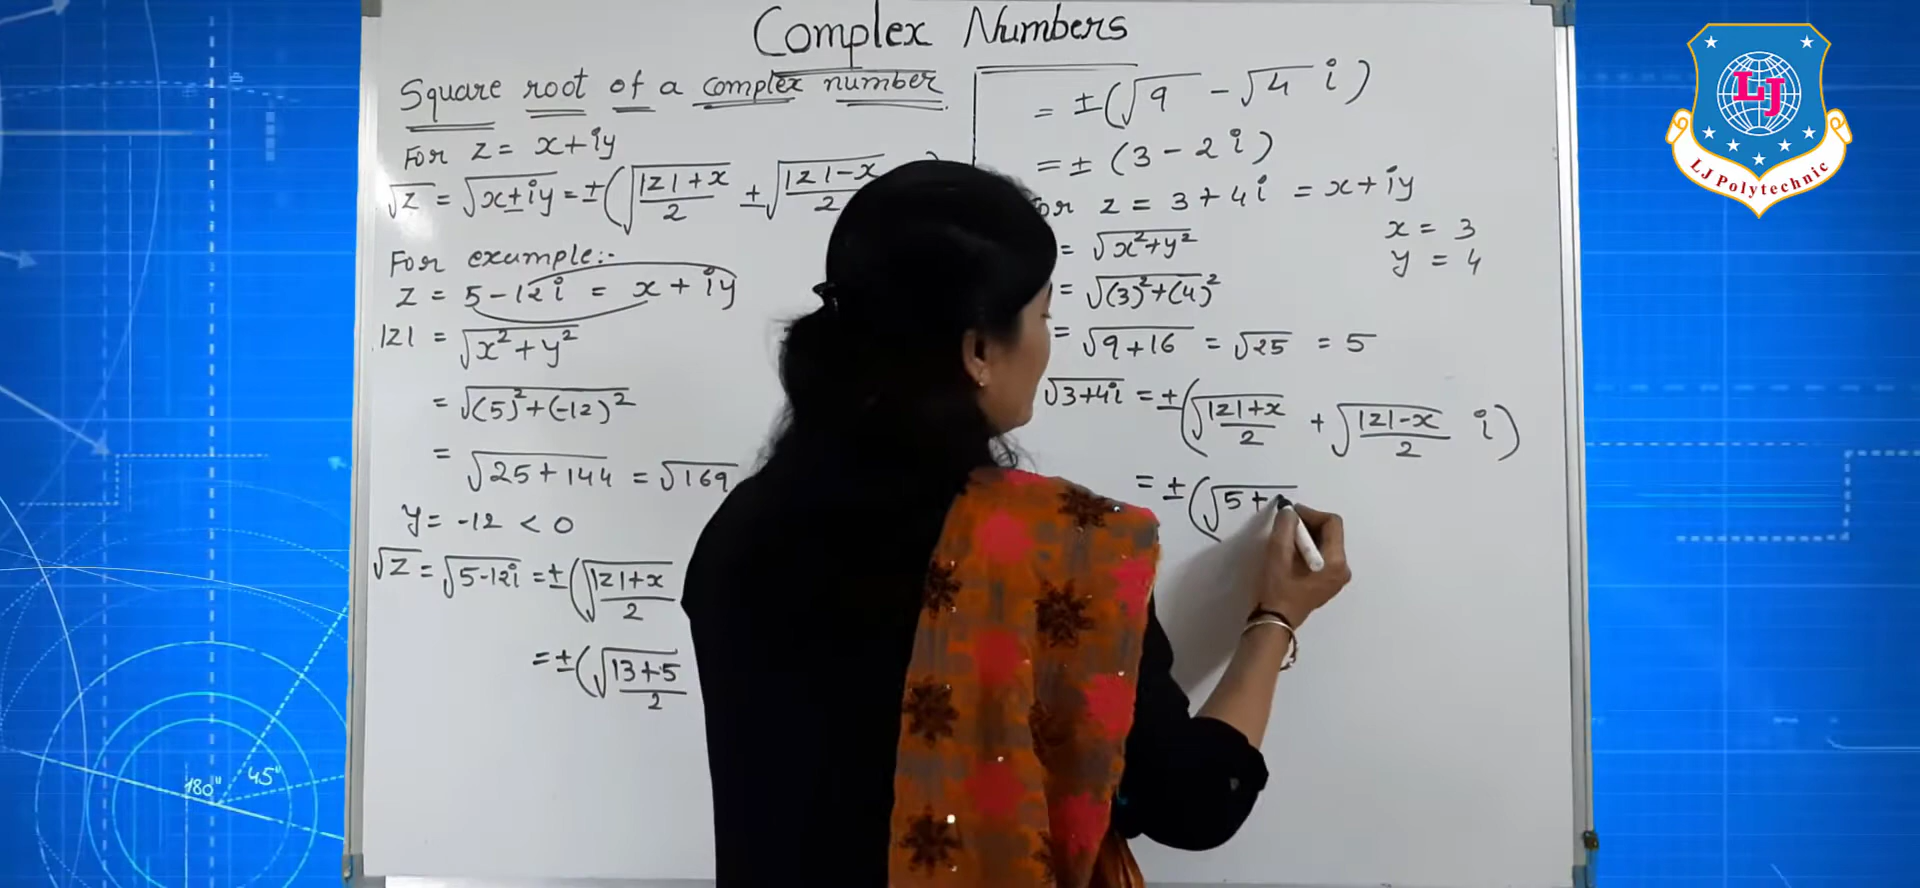 Complex Numbers
Square root of a complex number
For z = x+iy
√z = √(x±iy) = ±(√((|z|+x)/2) ± √((|z|-x)/2)
For example:-
z = 5-12i = x+iy
|z| = √(x²+y²)
= √((5)²+(-12)²)
= √(25+144) = √169
y = -12 < 0
√z = √(5-12i) = ±(√((|z|+x)/2)
= ±(√((13+5)/2)
= ±(√9 - √4 i)
= ± (3-2i)
For z = 3+4i = x+iy
x = 3
y = 4
= √(x²+y²)
= √((3)²+(4)²)
= √(9+16) = √25 = 5
√(3+4i) = ±(√((|z|+x)/2) + √((|z|-x)/2) i)
= ±(√(5+
LJ
LJ Polytechnic
180°
45°